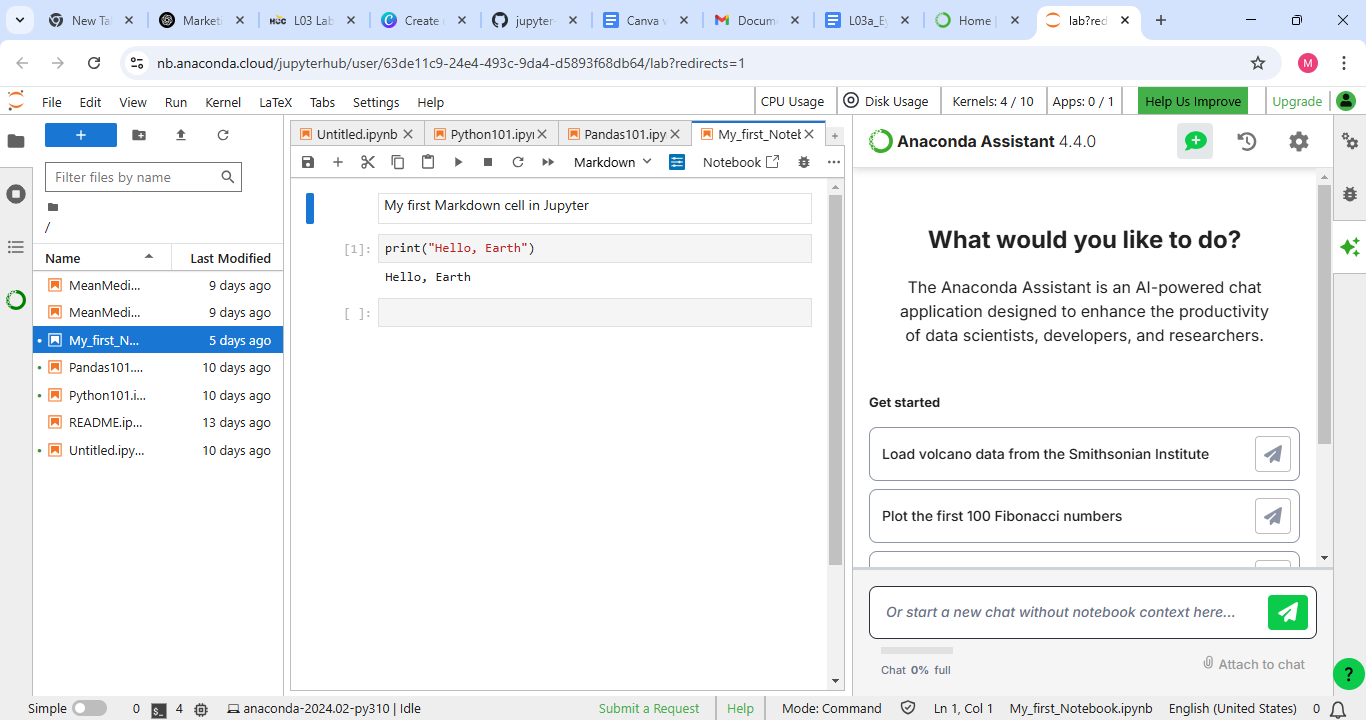 New Ta
Marketi
HCC L03 Lab
Create a
jupyter-
Canva v
Docum
L03a_Ey
Home |
lab?red
nb.anaconda.cloud/jupyterhub/user/63de11c9-24e4-493c-9da4-d5893f68db64/lab?redirects=1
M
File Edit View Run Kernel LaTeX Tabs Settings Help
CPU Usage
Disk Usage
Kernels: 4 / 10
Apps: 0 / 1
Help Us Improve
Upgrade
Filter files by name
/
Name Last Modified
MeanMedi... 9 days ago
MeanMedi... 9 days ago
My_first_N... 5 days ago
Pandas101.... 10 days ago
Python101.i... 10 days ago
README.ip... 13 days ago
Untitled.ipy... 10 days ago
Untitled.ipynb
Python101.ipyn
Pandas101.ipy
My_first_Noteb
Markdown
Notebook
My first Markdown cell in Jupyter
[1]: print("Hello, Earth")
Hello, Earth
[ ]:
Anaconda Assistant 4.4.0
What would you like to do?
The Anaconda Assistant is an AI-powered chat
application designed to enhance the productivity
of data scientists, developers, and researchers.
Get started
Load volcano data from the Smithsonian Institute
Plot the first 100 Fibonacci numbers
Or start a new chat without notebook context here...
Chat 0% full
Attach to chat
?
Simple
0
$_
4
anaconda-2024.02-py310 | Idle
Submit a Request
Help
Mode: Command
Ln 1, Col 1
My_first_Notebook.ipynb
English (United States)
0